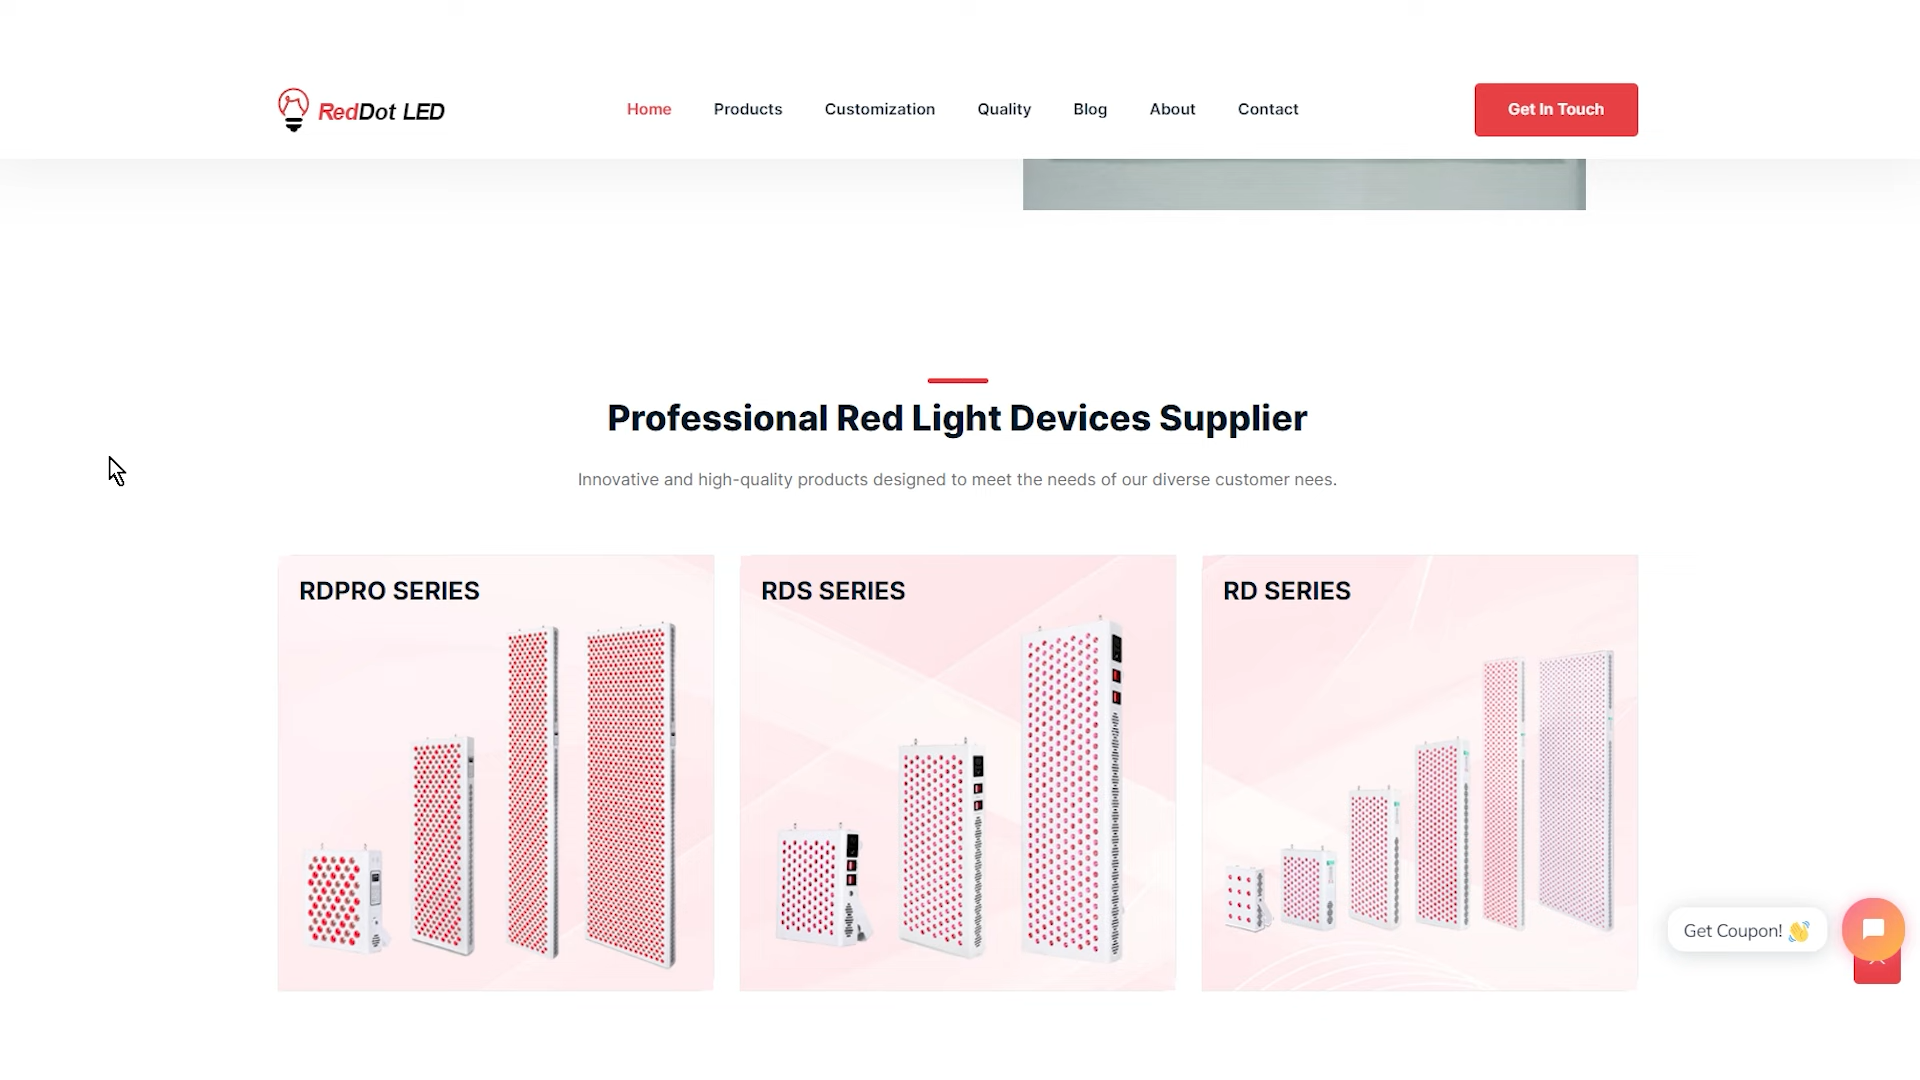 RedDot LED
Home
Products
Customization
Quality
Blog
About
Contact
Get In Touch
Professional Red Light Devices Supplier
Innovative and high-quality products designed to meet the needs of our diverse customer nees.
RDPRO SERIES
RDS SERIES
RD SERIES
Get Coupon! 👋